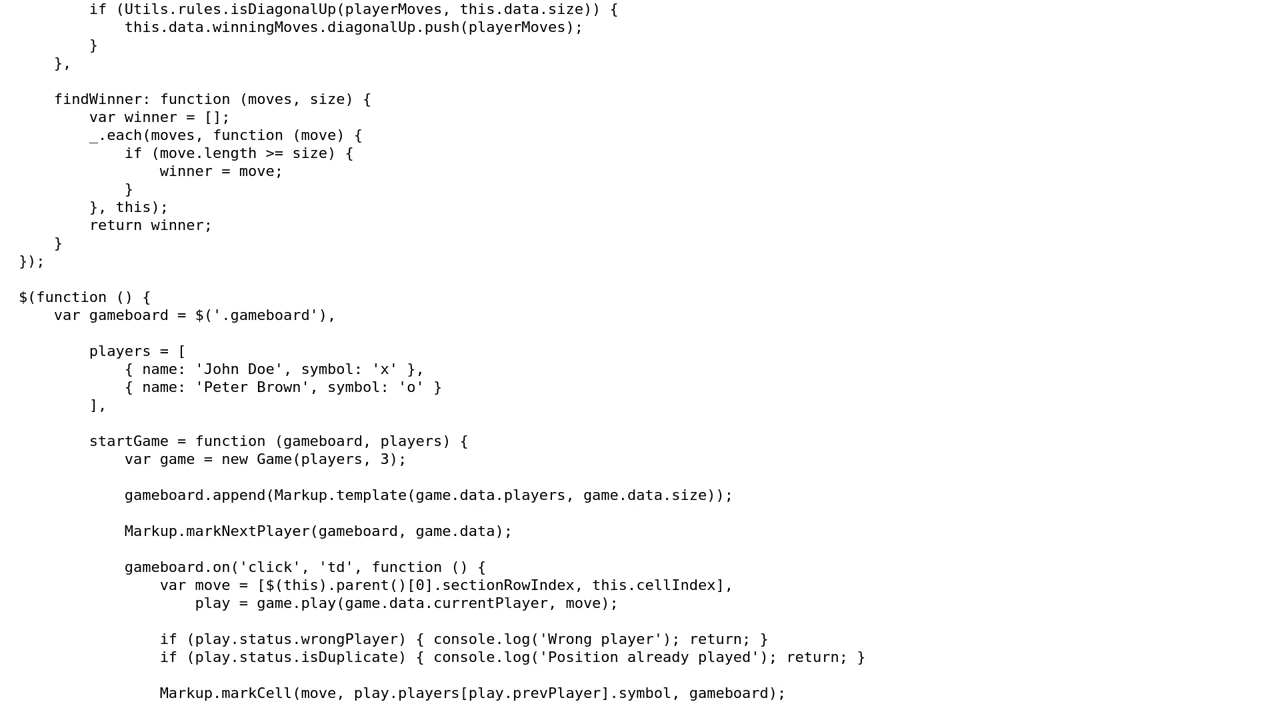 if (Utils.rules.isDiagonalUp(playerMoves, this.data.size)) {
            this.data.winningMoves.diagonalUp.push(playerMoves);
        }
    },

    findWinner: function (moves, size) {
        var winner = [];
        _.each(moves, function (move) {
            if (move.length >= size) {
                winner = move;
            }
        }, this);
        return winner;
    }
});

$(function () {
    var gameboard = $('.gameboard'),

        players = [
            { name: 'John Doe', symbol: 'x' },
            { name: 'Peter Brown', symbol: 'o' }
        ],

        startGame = function (gameboard, players) {
            var game = new Game(players, 3);

            gameboard.append(Markup.template(game.data.players, game.data.size));

            Markup.markNextPlayer(gameboard, game.data);

            gameboard.on('click', 'td', function () {
                var move = [$(this).parent()[0].sectionRowIndex, this.cellIndex],
                    play = game.play(game.data.currentPlayer, move);

                if (play.status.wrongPlayer) { console.log('Wrong player'); return; }
                if (play.status.isDuplicate) { console.log('Position already played'); return; }

                Markup.markCell(move, play.players[play.prevPlayer].symbol, gameboard);